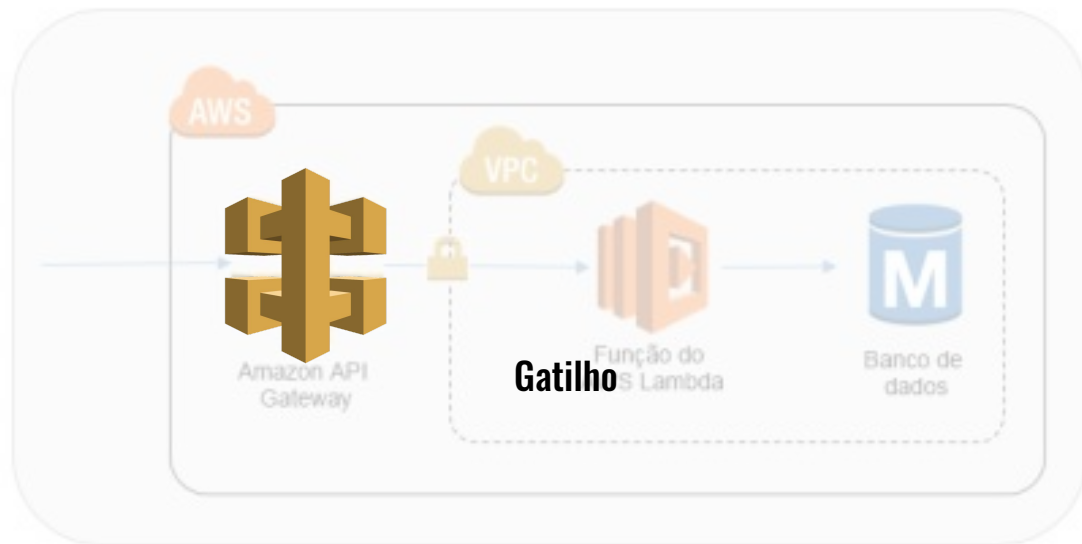 AWS
VPC
M
Amazon API
Gateway
Gatilho
Função do
S Lambda
Banco de
dados